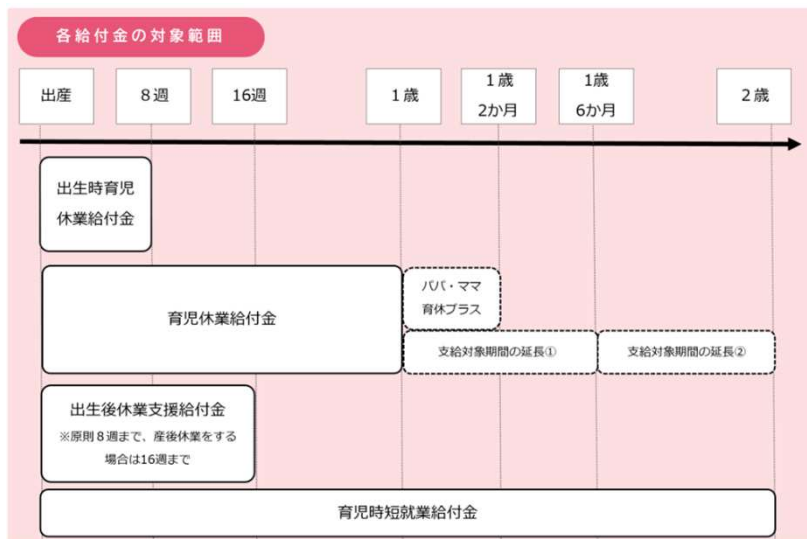 各給付金の対象範囲
出産
８週
16週
１歳
１歳
2か月
1歳
6か月
２歳
出生時育児
休業給付金
育児休業給付金
パパ・ママ
育休プラス
支給対象期間の延長①
支給対象期間の延長②
出生後休業支援給付金
※原則８週まで、産後休業をする
場合は16週まで
育児時短就業給付金